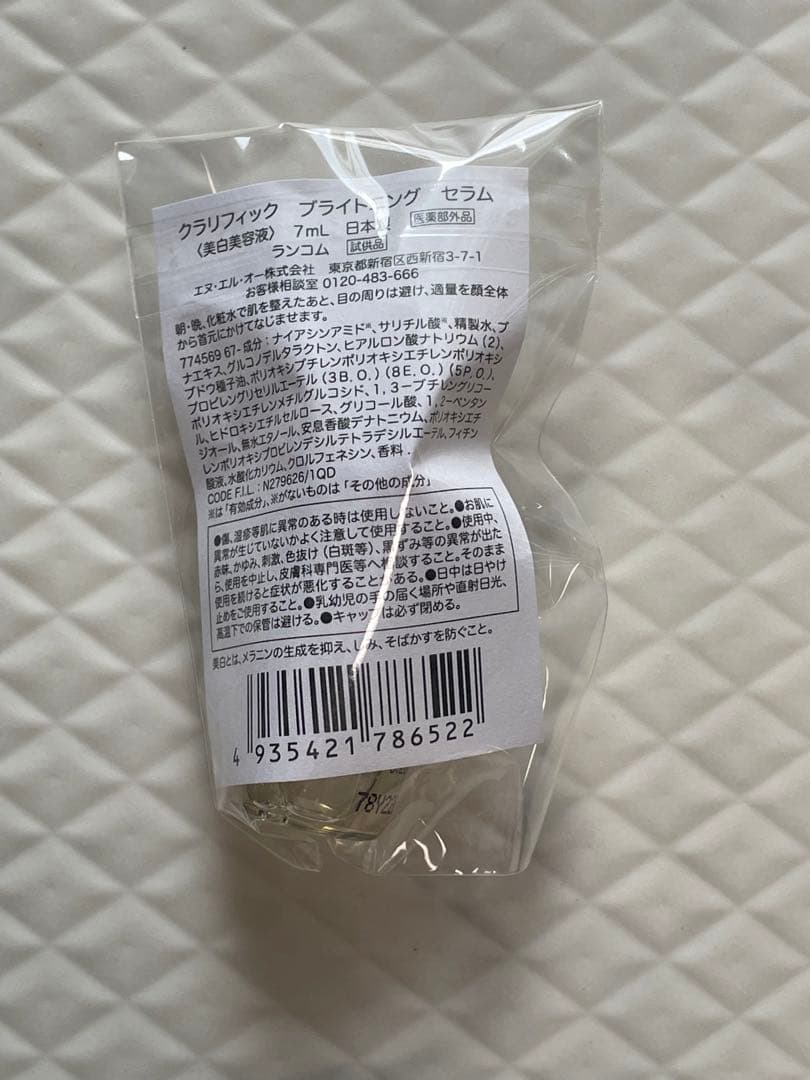 クラリフィック ブライトニング セラム
〈美白美容液〉 7mL 日本製 医薬部外品
ランコム 試供品
エヌ・エル・オー株式会社 東京都新宿区西新宿3-7-1
お客様相談室 0120-483-666
朝・晩、化粧水で肌を整えたあと、目の周りは避け、適量を顔全体
から首元にかけてなじませます。
774569 67- 成分：ナイアシンアミド※、サリチル酸※、精製水、ブ
ナエキス、グルコノデルタラクトン、ヒアルロン酸ナトリウム（2）、
ブドウ種子油、ポリオキシブチレンポリオキシエチレンポリオキシ
プロピレングリセリルエーテル（3B.O.）（8E.O.）（5P.O.）、
ポリオキシエチレンメチルグルコシド、1,3－ブチレングリコー
ル、ヒドロキシエチルセルロース、グリコール酸、1,2－ペンタン
ジオール、無水エタノール、安息香酸デナトニウム、ポリオキシエチ
レンポリオキシプロピレンデシルテトラデシルエーテル、フィチン
酸液、水酸化カリウム、クロルフェネシン、香料 .
CODE F.I.L. : N279626/1QD
※は「有効成分」、※がないものは「その他の成分」
●傷、湿疹等肌に異常のある時は使用しないこと。●お肌に
異常が生じていないかよく注意して使用すること。●使用中、
赤味、かゆみ、刺激、色抜け（白斑等）、黒ずみ等の異常が出た
ら、使用を中止し、皮膚科専門医等へ相談すること。そのまま
使用を続けると症状が悪化することがある。●日中は日やけ
止めをご使用すること。●乳幼児の手の届く場所や直射日光、
高温下での保管は避ける。●キャップは必ず閉める。
美白とは、メラニンの生成を抑え、しみ、そばかすを防ぐこと。
4 935421 786522
78Y22